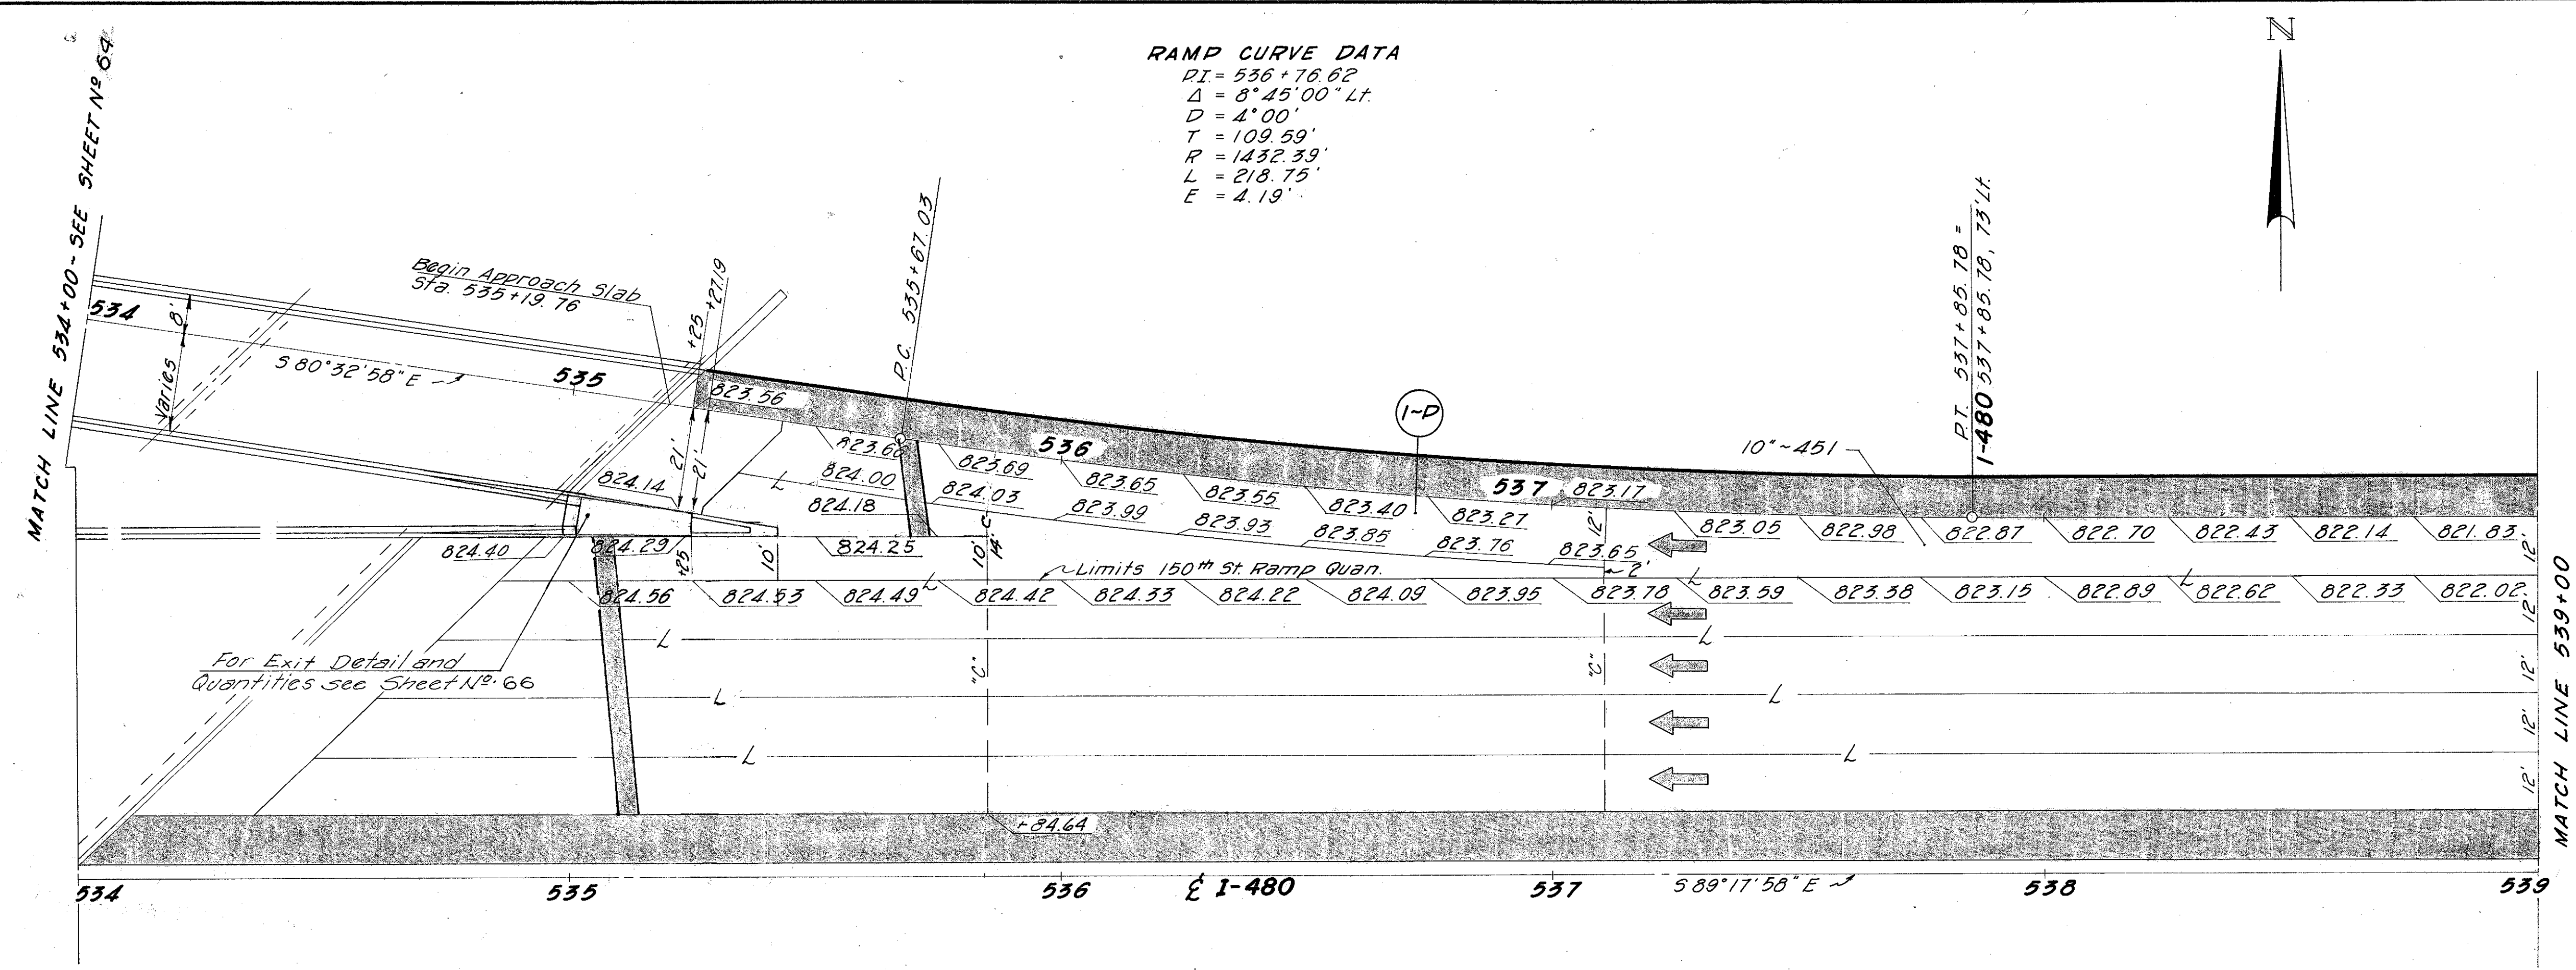 RAMP CURVE DATA
P.I. = 536 + 76.62
Δ = 8° 45' 00" Lt.
D = 4° 00'
T = 109.59'
R = 1432.39'
L = 218.75'
E = 4.19'
N
MATCH LINE 534+00 - SEE SHEET Nº 64
534
8'
Varies
S 80° 32' 58" E
Begin Approach Slab
Sta. 535+19.76
535
+25
+27.19
P.C. 535+67.03
P.T. 537+85.78 =
I-480 537+85.78, 73' Lt.
1~D
10" ~ 451
823.56
21'
21'
536
537
823.69
823.65
823.55
823.40
823.27
823.17
823.05
822.98
822.87
822.70
822.43
822.14
821.83
12'
824.14
L
824.00
824.03
823.99
823.93
823.85
823.76
823.65
12'
2'
824.18
824.40
824.29
824.25
+25
10'
10'
14'
C
Limits 150th St. Ramp Quan.
L
L
L
824.56
824.53
824.49
824.42
824.33
824.22
824.09
823.95
823.78
823.59
823.38
823.15
822.89
822.62
822.33
822.02
12'
For Exit Detail and
Quantities see Sheet Nº 66
L
L
"C"
"C"
12'
L
L
12'
L
L
12'
+84.64
MATCH LINE 539+00
534
535
536
℄ I-480
537
S 89° 17' 58" E
538
539